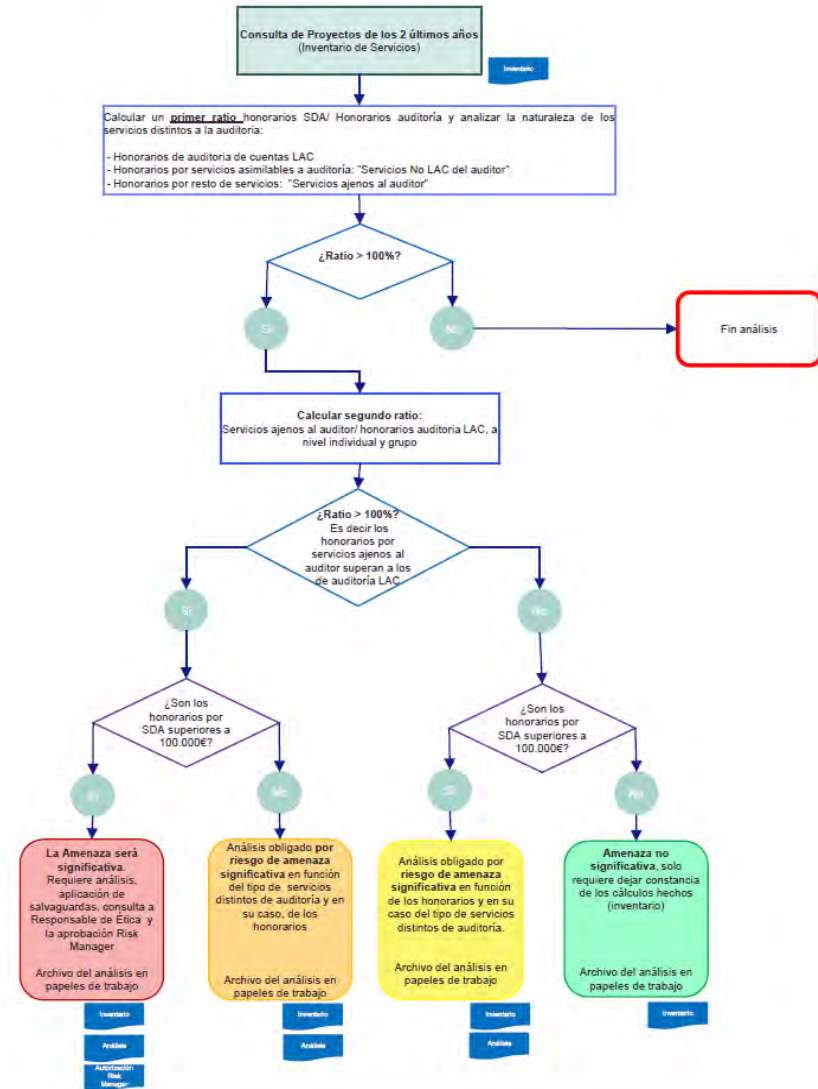 Consulta de Proyectos de los 2 últimos años
(Inventario de Servicios)
Inventario
Calcular un primer ratio honorarios SDA/ Honorarios auditoría y analizar la naturaleza de los
servicios distintos a la auditoria:
- Honorarios de auditoria de cuentas LAC
- Honorarios por servicios asimilables a auditoría: "Servicios No LAC del auditor"
- Honorarios por resto de servicios: "Servicios ajenos al auditor"
¿Ratio > 100%?
Si
No
Fin análisis
Calcular segundo ratio:
Servicios ajenos al auditor/ honorarios auditoria LAC, a
nivel individual y grupo
¿Ratio > 100%?
Es decir los
honorarios por
servicios ajenos al
auditor superan a los
de auditoría LAC
Si
No
¿Son los
honorarios por
SDA superiores a
100.000€?
¿Son los
honorarios por
SDA superiores a
100.000€?
Si
No
Si
No
La Amenaza será
significativa.
Requiere análisis,
aplicación de
salvaguardas, consulta a
Responsable de Ética y
la aprobación Risk
Manager
Archivo del análisis en
papeles de trabajo
Análisis obligado por
riesgo de amenaza
significativa en función
del tipo de servicios
distintos de auditoría y en
su caso, de los
honorarios
Archivo del análisis en
papeles de trabajo
Análisis obligado por
riesgo de amenaza
significativa en función
de los honorarios y en su
caso del tipo de servicios
distintos de auditoría.
Archivo del análisis en
papeles de trabajo
Amenaza no
significativa, solo
requiere dejar constancia
de los cálculos hechos
(inventario)
Archivo del análisis en
papeles de trabajo
Inventario
Análisis
Autorización
Risk
Manager
Inventario
Análisis
Inventario
Análisis
Inventario